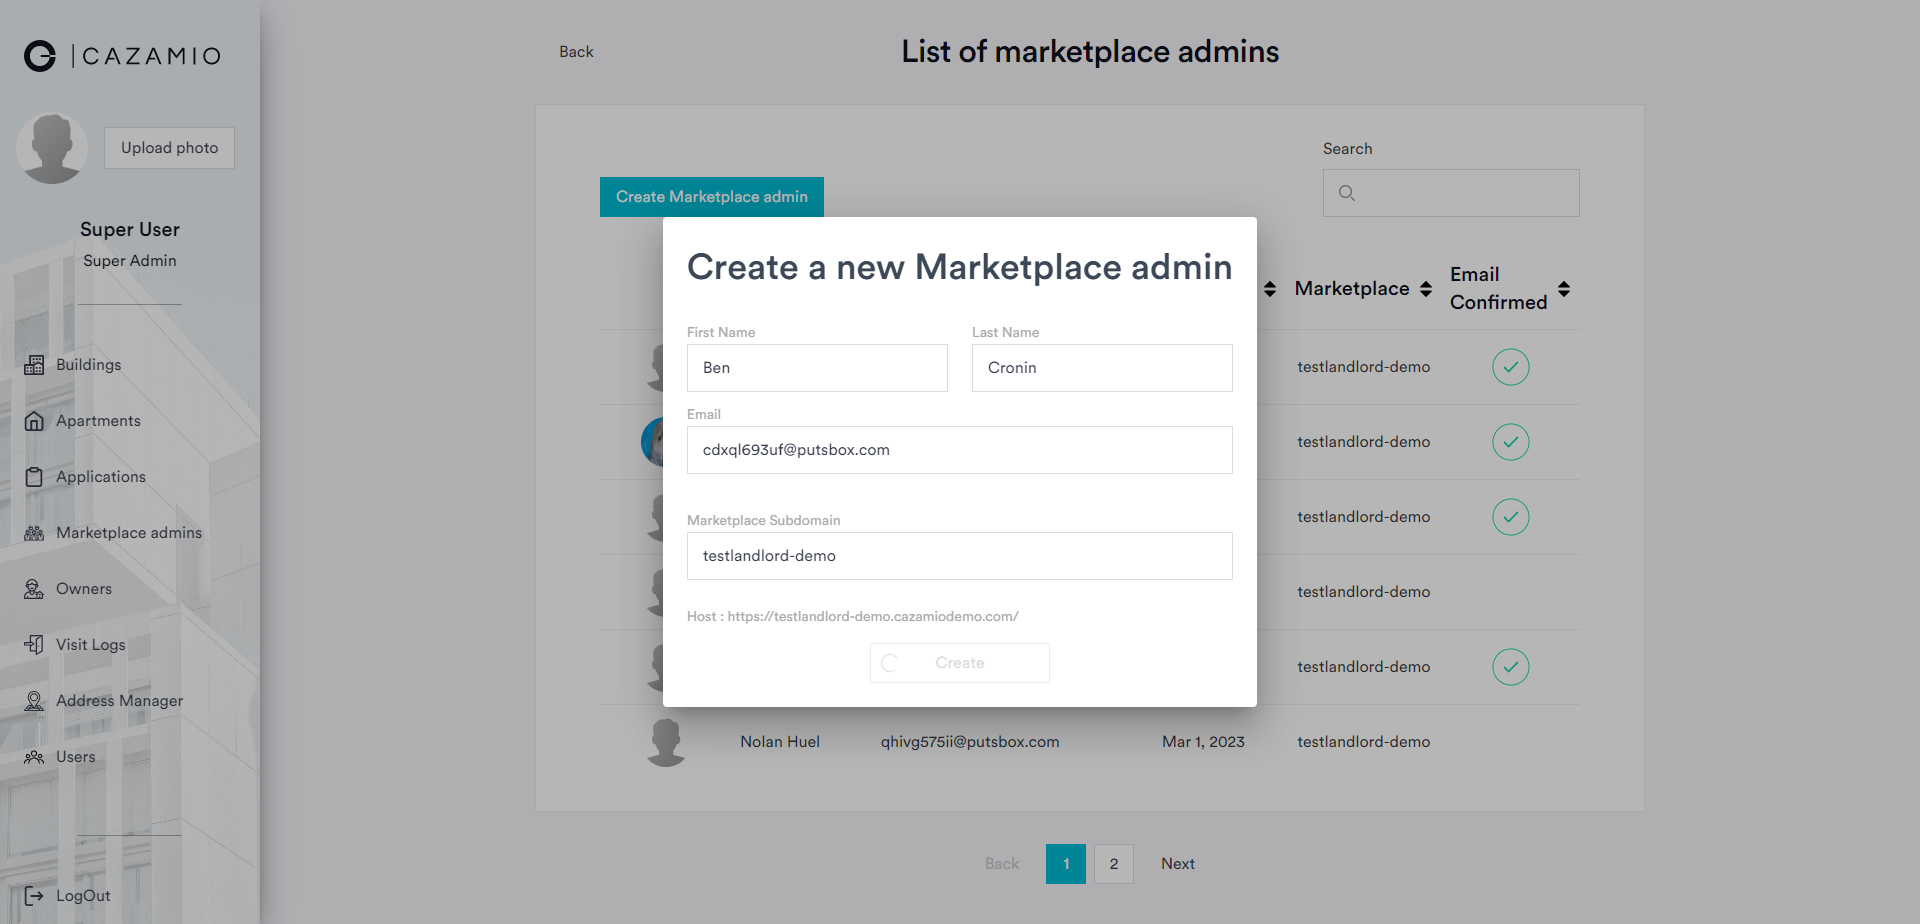 CAZAMIO
Upload photo
Super User
Super Admin
Buildings
Apartments
Applications
Marketplace admins
Owners
Visit Logs
Address Manager
Users
LogOut
Back
List of marketplace admins
Search
Create Marketplace admin
Marketplace
Email
Confirmed
testlandlord-demo
testlandlord-demo
testlandlord-demo
testlandlord-demo
testlandlord-demo
Nolan Huel qhivg575ii@putsbox.com Mar 1, 2023 testlandlord-demo
Create a new Marketplace admin
First Name Last Name
Ben Cronin
Email
cdxql693uf@putsbox.com
Marketplace Subdomain
testlandlord-demo
Host : https://testlandlord-demo.cazamiodemo.com/
Create
Back 1 2 Next